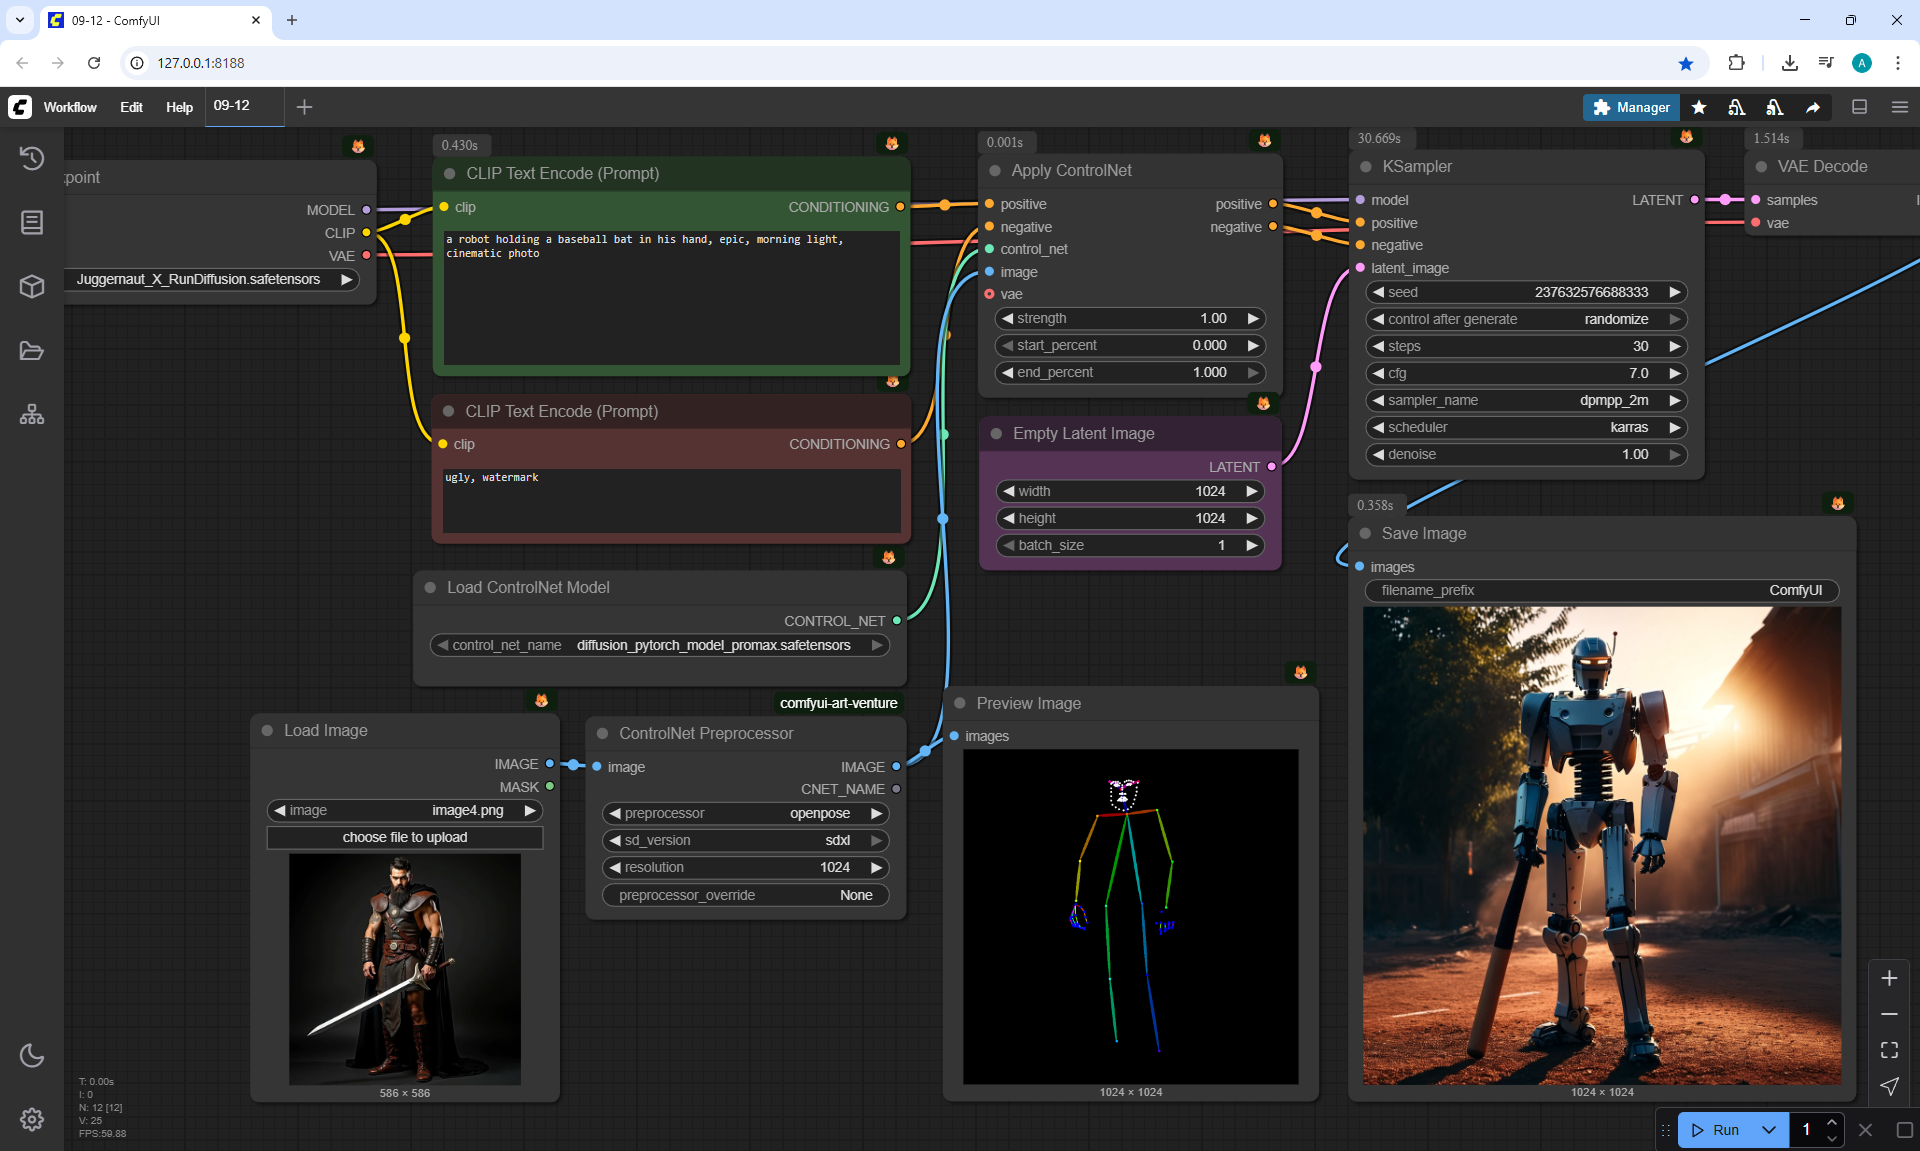 09-12 - ComfyUI
127.0.0.1:8188
A
Workflow
Edit
Help
09-12
Manager
point
MODEL
CLIP
VAE
Juggernaut_X_RunDiffusion.safetensors
0.430s
CLIP Text Encode (Prompt)
clip
CONDITIONING
a robot holding a baseball bat in his hand, epic, morning light,
cinematic photo
CLIP Text Encode (Prompt)
clip
CONDITIONING
ugly, watermark
Load ControlNet Model
CONTROL_NET
control_net_name diffusion_pytorch_model_promax.safetensors
0.001s
Apply ControlNet
positive positive
negative negative
control_net
image
vae
strength 1.00
start_percent 0.000
end_percent 1.000
Empty Latent Image
LATENT
width 1024
height 1024
batch_size 1
30.669s
KSampler
model LATENT
positive
negative
latent_image
seed 237632576688333
control after generate randomize
steps 30
cfg 7.0
sampler_name dpmpp_2m
scheduler karras
denoise 1.00
1.514s
VAE Decode
samples
vae
Load Image
IMAGE
MASK
image image4.png
choose file to upload
586 × 586
comfyui-art-venture
ControlNet Preprocessor
image IMAGE
CNET_NAME
preprocessor openpose
sd_version sdxl
resolution 1024
preprocessor_override None
Preview Image
images
1024 × 1024
0.358s
Save Image
images
filename_prefix ComfyUI
1024 × 1024
T: 0.00s
I: 0
N: 12 [12]
V: 25
FPS:59.88
Run
1